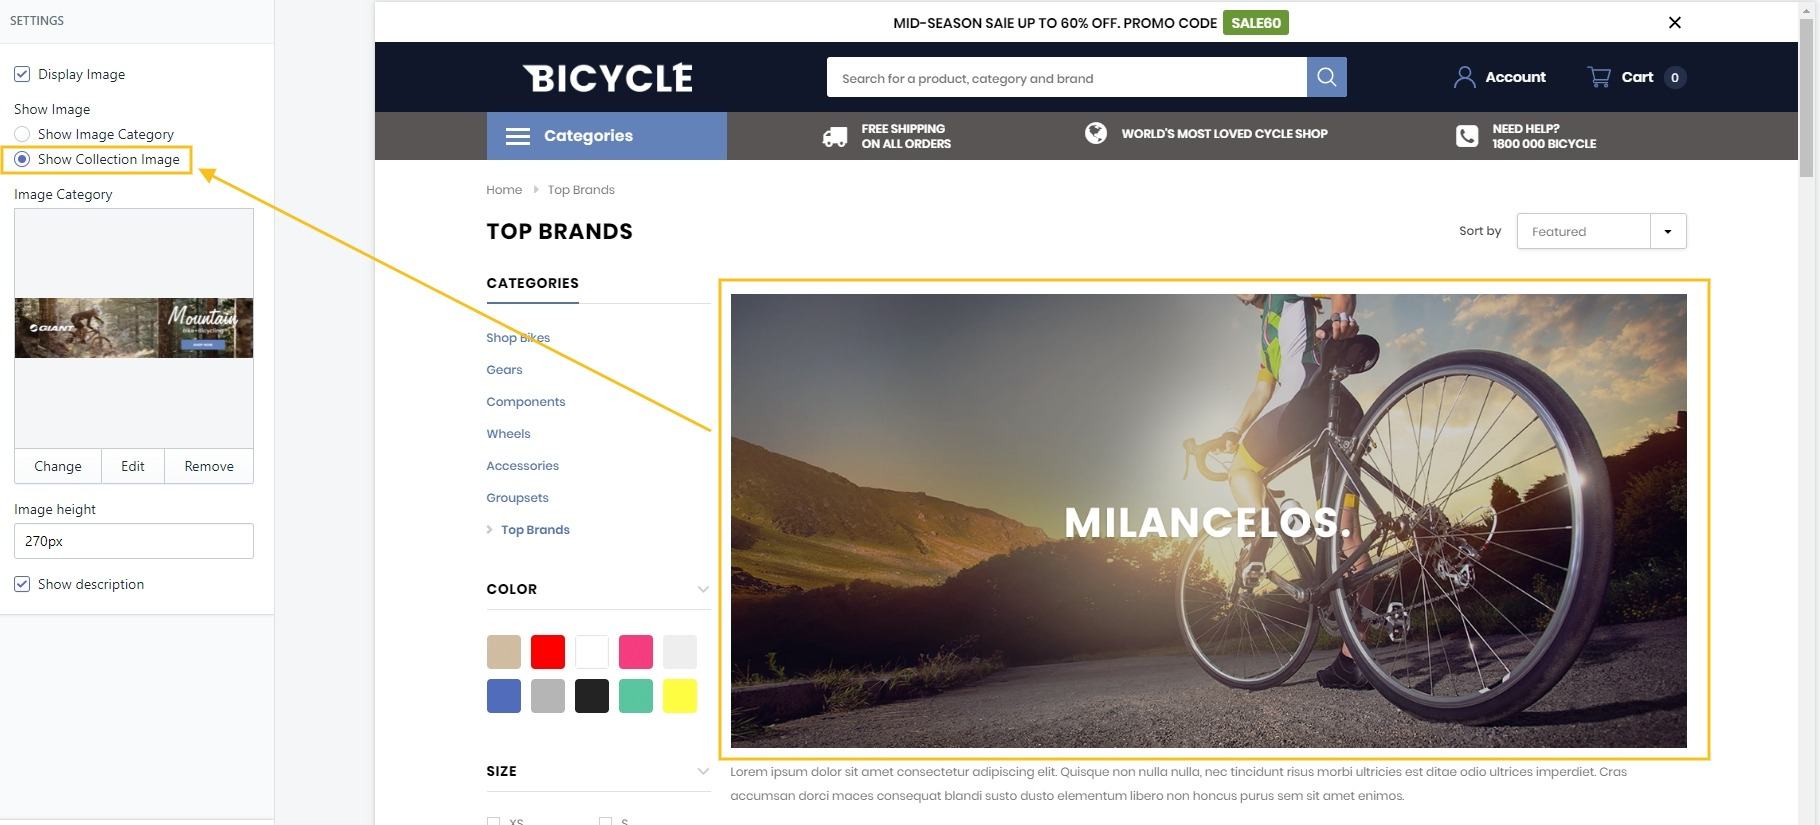 SETTINGS
Display Image
Show Image
Show Image Category
Show Collection Image
Image Category
GIANT
Mountain
bike+Bicycling
SHOP NOW
Change
Edit
Remove
Image height
270px
Show description
MID-SEASON SAIE UP TO 60% OFF. PROMO CODE SALE60
BICYCLE
Search for a product, category and brand
Account
Cart 0
Categories
FREE SHIPPING
ON ALL ORDERS
WORLD'S MOST LOVED CYCLE SHOP
NEED HELP?
1800 000 BICYCLE
Home
Top Brands
TOP BRANDS
Sort by
Featured
CATEGORIES
Shop Bikes
Gears
Components
Wheels
Accessories
Groupsets
Top Brands
COLOR
SIZE
XS
S
MILANCELOS.
Lorem ipsum dolor sit amet consectetur adipiscing elit. Quisque non nulla nulla, nec tincidunt risus morbi ultricies est ditae odio ultrices imperdiet. Cras
accumsan dorci maces consequat blandi susto dusto elementum libero non honcus purus sem sit amet enimos.